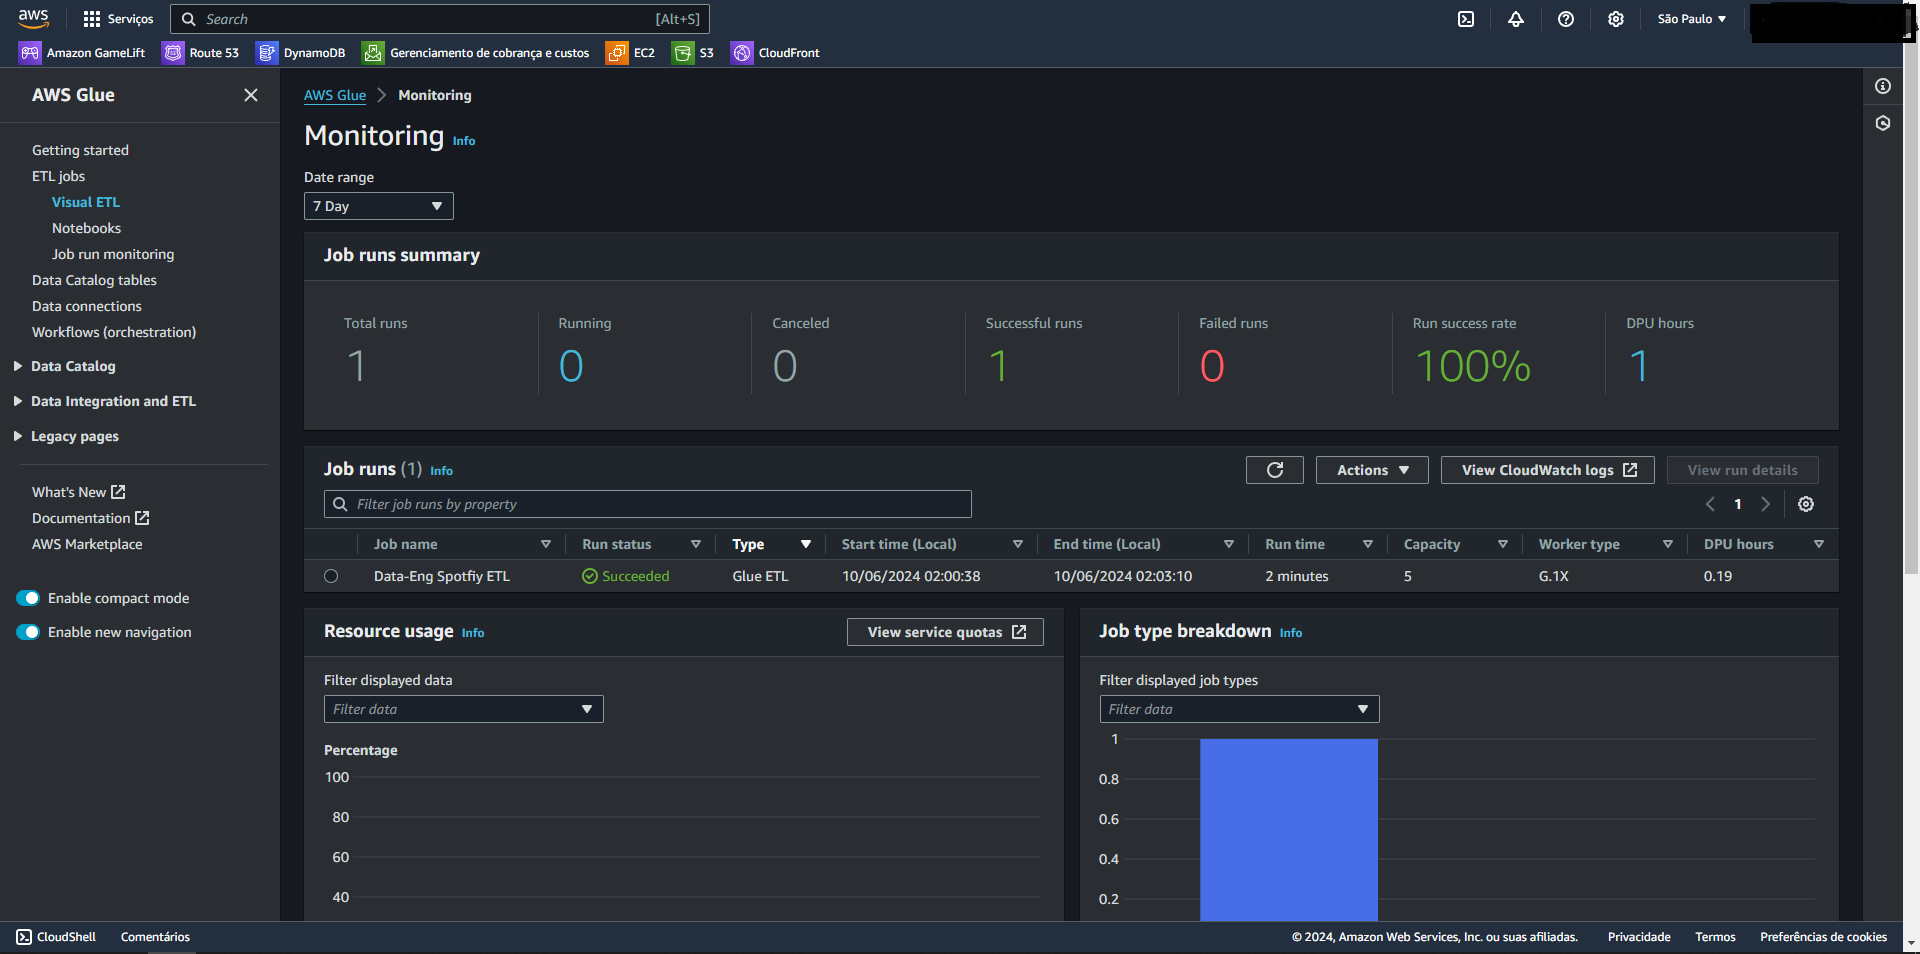 aws
Serviços
Search
[Alt+S]
São Paulo
Amazon GameLift
Route 53
DynamoDB
Gerenciamento de cobrança e custos
EC2
S3
CloudFront
AWS Glue
Getting started
ETL jobs
Visual ETL
Notebooks
Job run monitoring
Data Catalog tables
Data connections
Workflows (orchestration)
Data Catalog
Data Integration and ETL
Legacy pages
What's New
Documentation
AWS Marketplace
Enable compact mode
Enable new navigation
AWS Glue
Monitoring
Monitoring Info
Date range
7 Day
Job runs summary
Total runs
1
Running
0
Canceled
0
Successful runs
1
Failed runs
0
Run success rate
100%
DPU hours
1
Job runs (1) Info
Actions
View CloudWatch logs
View run details
Filter job runs by property
1
Job name Run status Type Start time (Local) End time (Local) Run time Capacity Worker type DPU hours
Data-Eng Spotfiy ETL Succeeded Glue ETL 10/06/2024 02:00:38 10/06/2024 02:03:10 2 minutes 5 G.1X 0.19
Resource usage Info
View service quotas
Filter displayed data
Filter data
Percentage
100
80
60
40
Job type breakdown Info
Filter displayed job types
Filter data
1
0.8
0.6
0.4
0.2
CloudShell
Comentários
© 2024, Amazon Web Services, Inc. ou suas afiliadas.
Privacidade
Termos
Preferências de cookies